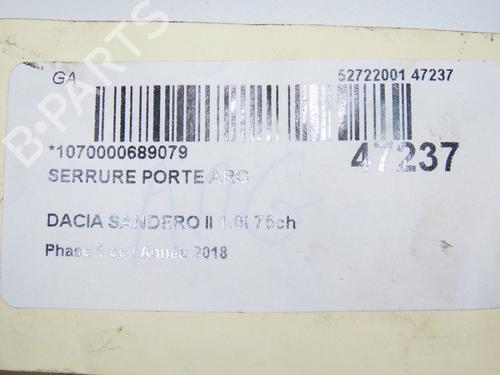 GA
52722001 47237
*1070000689079
47237
SERRURE PORTE ARG
DACIA SANDERO II 1.0i 75ch
Phase 1 cc / Année 2018
B-PARTS